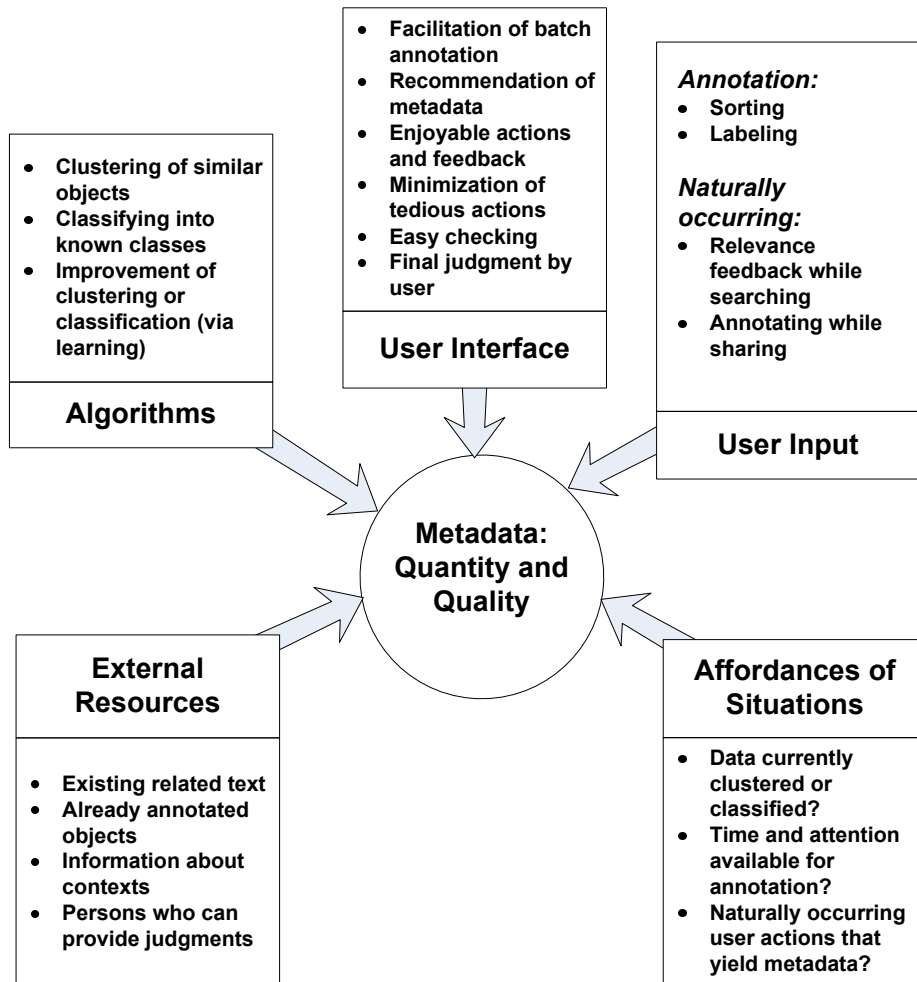 • Facilitation of batch
annotation
• Recommendation of
metadata
• Enjoyable actions
and feedback
• Minimization of
tedious actions
• Easy checking
• Final judgment by
user
User Interface
Annotation:
• Sorting
• Labeling
Naturally
occurring:
• Relevance
feedback while
searching
• Annotating while
sharing
User Input
• Clustering of similar
objects
• Classifying into
known classes
• Improvement of
clustering or
classification (via
learning)
Algorithms
Metadata:
Quantity and
Quality
External
Resources
• Existing related text
• Already annotated
objects
• Information about
contexts
• Persons who can
provide judgments
Affordances of
Situations
• Data currently
clustered or
classified?
• Time and attention
available for
annotation?
• Naturally occurring
user actions that
yield metadata?